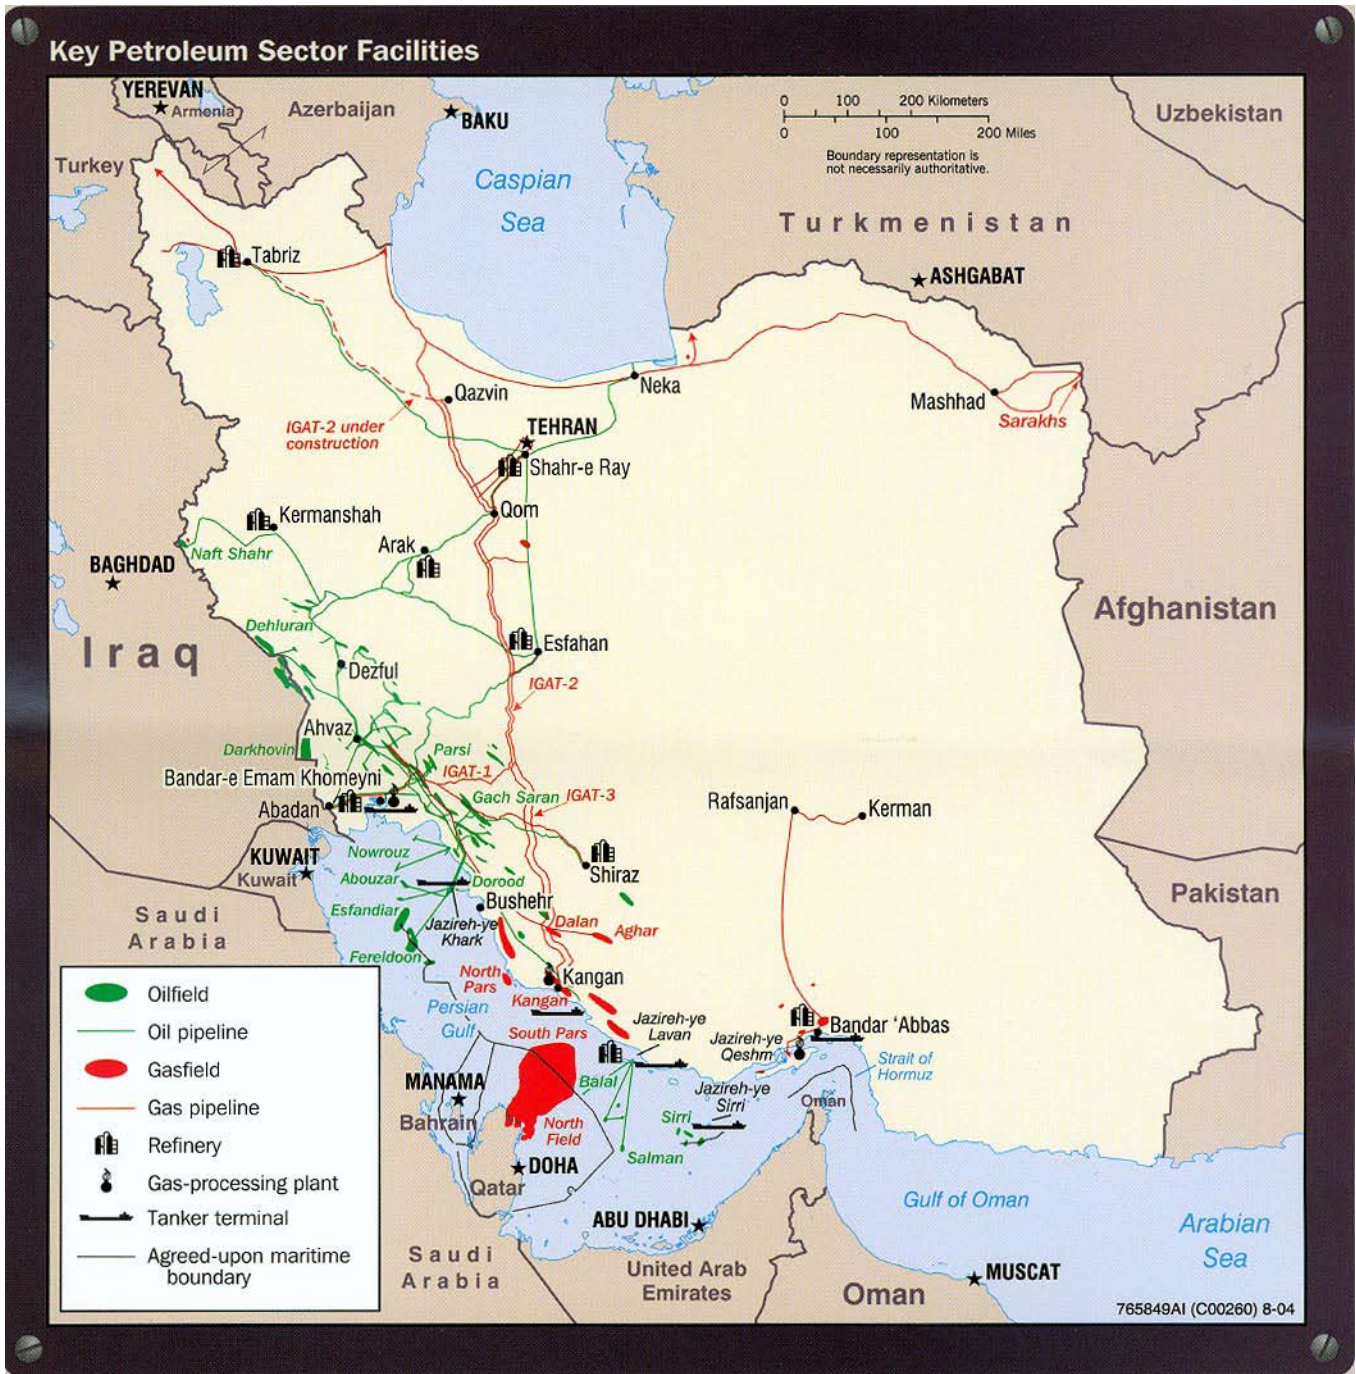 Key Petroleum Sector Facilities
YEREVAN
Armenia
Azerbaijan
BAKU
0 100 200 Kilometers
0 100 200 Miles
Boundary representation is
not necessarily authoritative.
Uzbekistan
Turkey
Caspian
Sea
Turkmenistan
Tabriz
ASHGABAT
Qazvin
Neka
Mashhad
Sarakhs
IGAT-2 under
construction
TEHRAN
Shahr-e Ray
Qom
Kermanshah
Arak
Naft Shahr
BAGHDAD
Afghanistan
Iraq
Dehluran
Esfahan
Dezful
IGAT-2
Ahvaz
Darkhovin
Parsi
Bandar-e Emam Khomeyni
IGAT-1
Gach Saran
IGAT-3
Abadan
Rafsanjan
Kerman
KUWAIT
Kuwait
Nowrouz
Abouzar
Dorood
Shiraz
Pakistan
Saudi
Arabia
Esfandiar
Bushehr
Jazireh-ye
Khark
Dalan
Aghar
Fereidoon
North
Pars
Kangan
Kangan
Persian
Gulf
South Pars
Jazireh-ye
Lavan
Jazireh-ye
Qeshm
Bandar ‘Abbas
Strait of
Hormuz
MANAMA
Bahrain
Balal
Jazireh-ye
Sirri
Oman
North
Field
Sirri
Salman
DOHA
Qatar
Gulf of Oman
Arabian
Sea
ABU DHABI
Saudi
Arabia
United Arab
Emirates
MUSCAT
Oman
765849AI (C00260) 8-04
Oilfield
Oil pipeline
Gasfield
Gas pipeline
Refinery
Gas-processing plant
Tanker terminal
Agreed-upon maritime
boundary